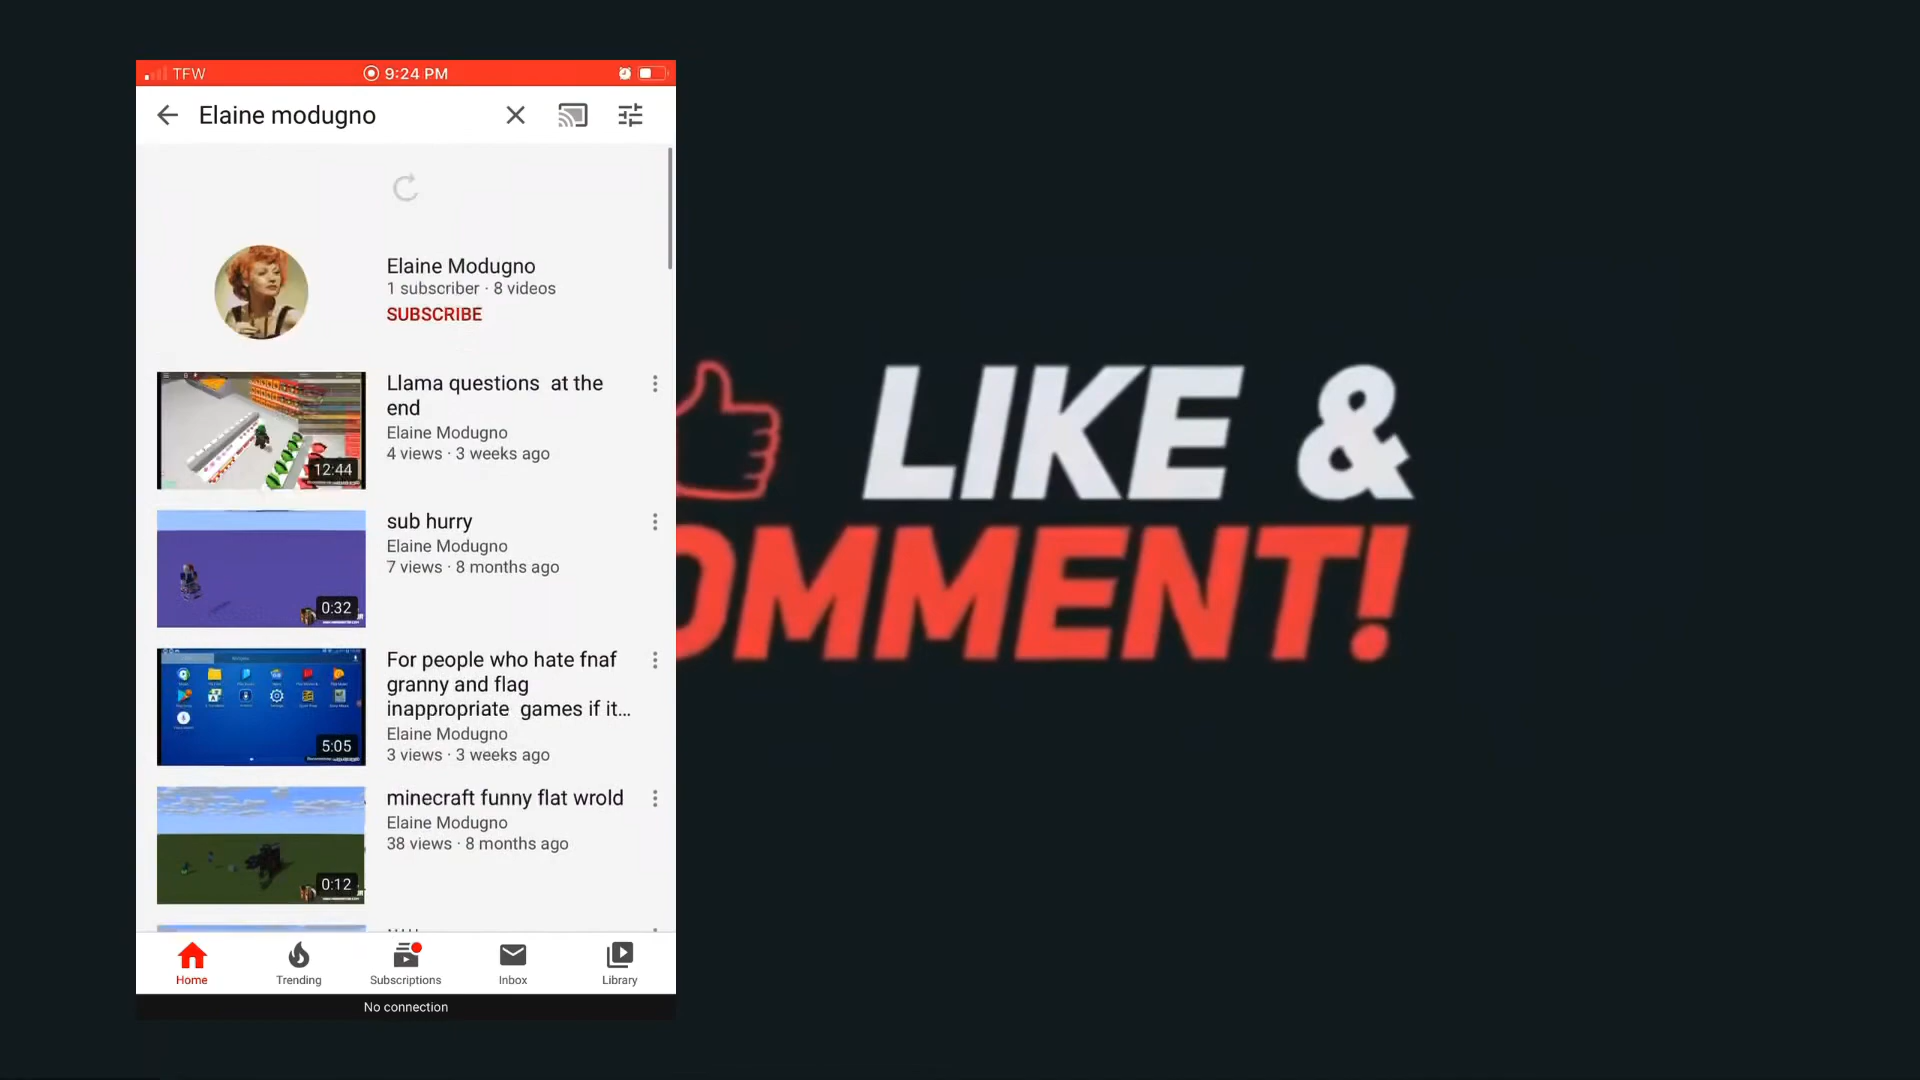 TFW
9:24 PM
Elaine modugno
Elaine Modugno
1 subscriber · 8 videos
SUBSCRIBE
Llama questions  at the
end
Elaine Modugno
4 views · 3 weeks ago
12:44
sub hurry
Elaine Modugno
7 views · 8 months ago
0:32
For people who hate fnaf
granny and flag
inappropriate  games if it...
Elaine Modugno
3 views · 3 weeks ago
5:05
minecraft funny flat wrold
Elaine Modugno
38 views · 8 months ago
0:12
Home
Trending
Subscriptions
Inbox
Library
No connection
LIKE &
OMMENT!